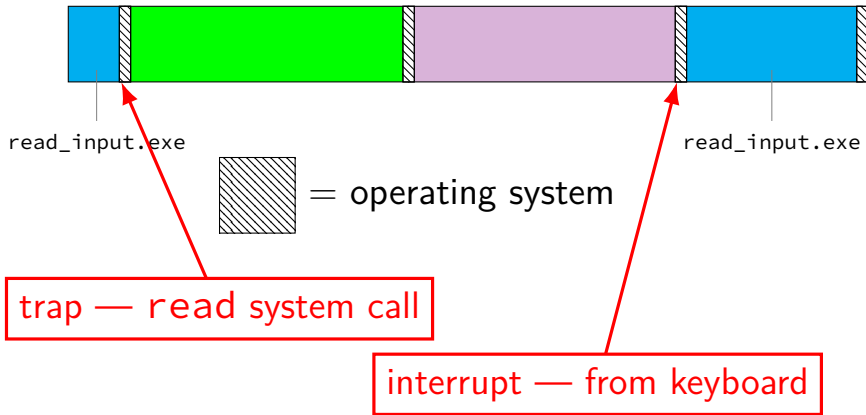 read_input.exe
read_input.exe
= operating system
trap — read system call
interrupt — from keyboard